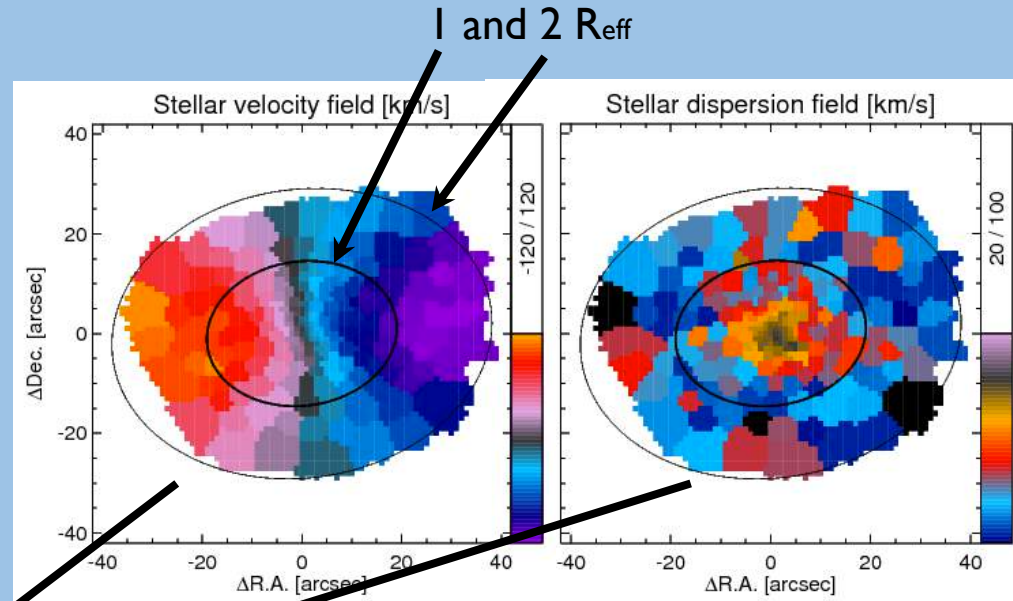 1 and 2 Reff
Stellar velocity field [km/s]
Stellar dispersion field [km/s]
40
20
0
-20
-40
ΔDec. [arcsec]
-120 / 120
20 / 100
-40
-20
0
20
40
-40
-20
0
20
40
ΔR.A. [arcsec]
ΔR.A. [arcsec]